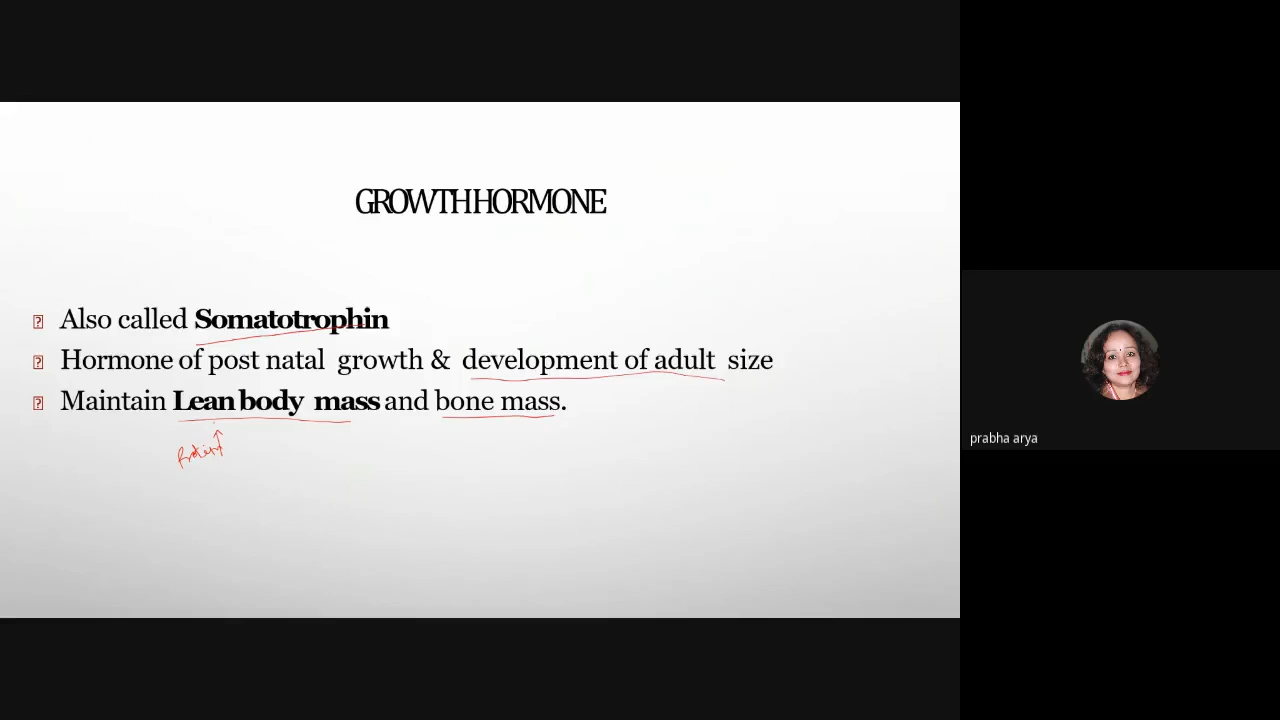 GROWTH HORMONE
Also called Somatotrophin
Hormone of post natal growth & development of adult size
Maintain Lean body mass and bone mass.
Protein
prabha arya